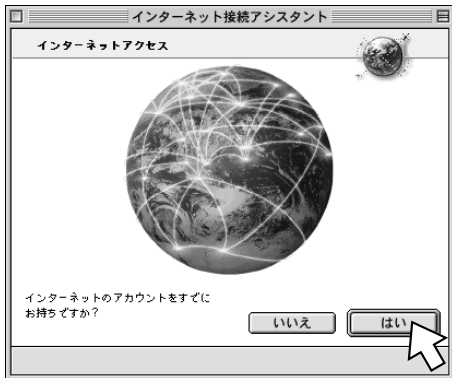 インターネット接続アシスタント
インターネットアクセス
インターネットのアカウントをすでに
お持ちですか？
いいえ
はい